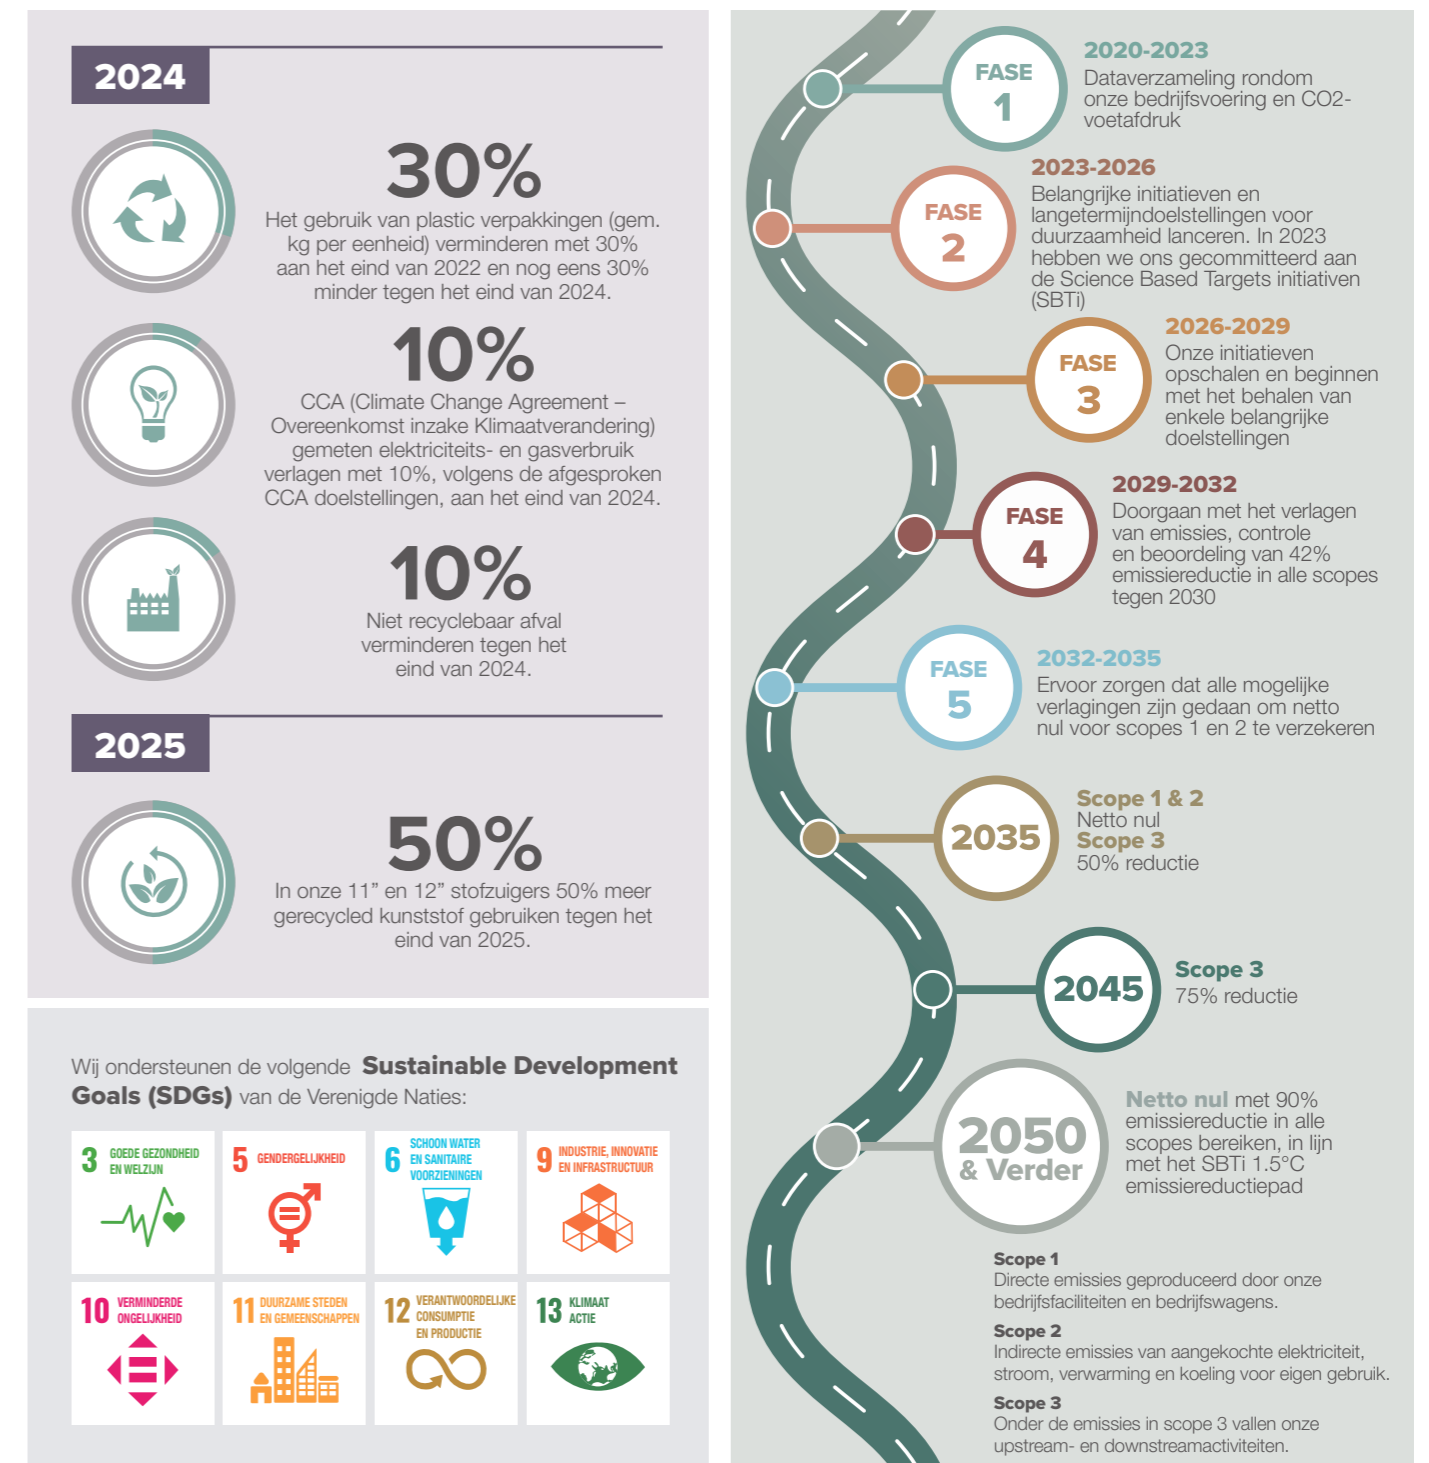 2024
30%
Het gebruik van plastic verpakkingen (gem.
kg per eenheid) verminderen met 30%
aan het eind van 2022 en nog eens 30%
minder tegen het eind van 2024.
10%
CCA (Climate Change Agreement –
Overeenkomst inzake Klimaatverandering)
gemeten elektriciteits- en gasverbruik
verlagen met 10%, volgens de afgesproken
CCA doelstellingen, aan het eind van 2024.
10%
Niet recyclebaar afval
verminderen tegen het
eind van 2024.
2025
50%
In onze 11” en 12” stofzuigers 50% meer
gerecycled kunststof gebruiken tegen het
eind van 2025.
Wij ondersteunen de volgende Sustainable Development
Goals (SDGs) van de Verenigde Naties:
3 GOEDE GEZONDHEID
EN WELZIJN
5 GENDERGELIJKHEID
6 SCHOON WATER
EN SANITAIRE
VOORZIENINGEN
9 INDUSTRIE, INNOVATIE
EN INFRASTRUCTUUR
10 VERMINDERDE
ONGELIJKHEID
11 DUURZAME STEDEN
EN GEMEENSCHAPPEN
12 VERANTWOORDELIJKE
CONSUMPTIE
EN PRODUCTIE
13 KLIMAAT
ACTIE
FASE
1
2020-2023
Dataverzameling rondom
onze bedrijfsvoering en CO2-
voetafdruk
FASE
2
2023-2026
Belangrijke initiatieven en
langetermijndoelstellingen voor
duurzaamheid lanceren. In 2023
hebben we ons gecommitteerd aan
de Science Based Targets initiativen
(SBTi)
FASE
3
2026-2029
Onze initiatieven
opschalen en beginnen
met het behalen van
enkele belangrijke
doelstellingen
FASE
4
2029-2032
Doorgaan met het verlagen
van emissies, controle
en beoordeling van 42%
emissiereductie in alle scopes
tegen 2030
FASE
5
2032-2035
Ervoor zorgen dat alle mogelijke
verlagingen zijn gedaan om netto
nul voor scopes 1 en 2 te verzekeren
2035
Scope 1 & 2
Netto nul
Scope 3
50% reductie
2045
Scope 3
75% reductie
2050
& Verder
Netto nul met 90%
emissiereductie in alle
scopes bereiken, in lijn
met het SBTi 1.5°C
emissiereductiepad
Scope 1
Directe emissies geproduceerd door onze
bedrijfsfaciliteiten en bedrijfswagens.
Scope 2
Indirecte emissies van aangekochte elektriciteit,
stroom, verwarming en koeling voor eigen gebruik.
Scope 3
Onder de emissies in scope 3 vallen onze
upstream- en downstreamactiviteiten.